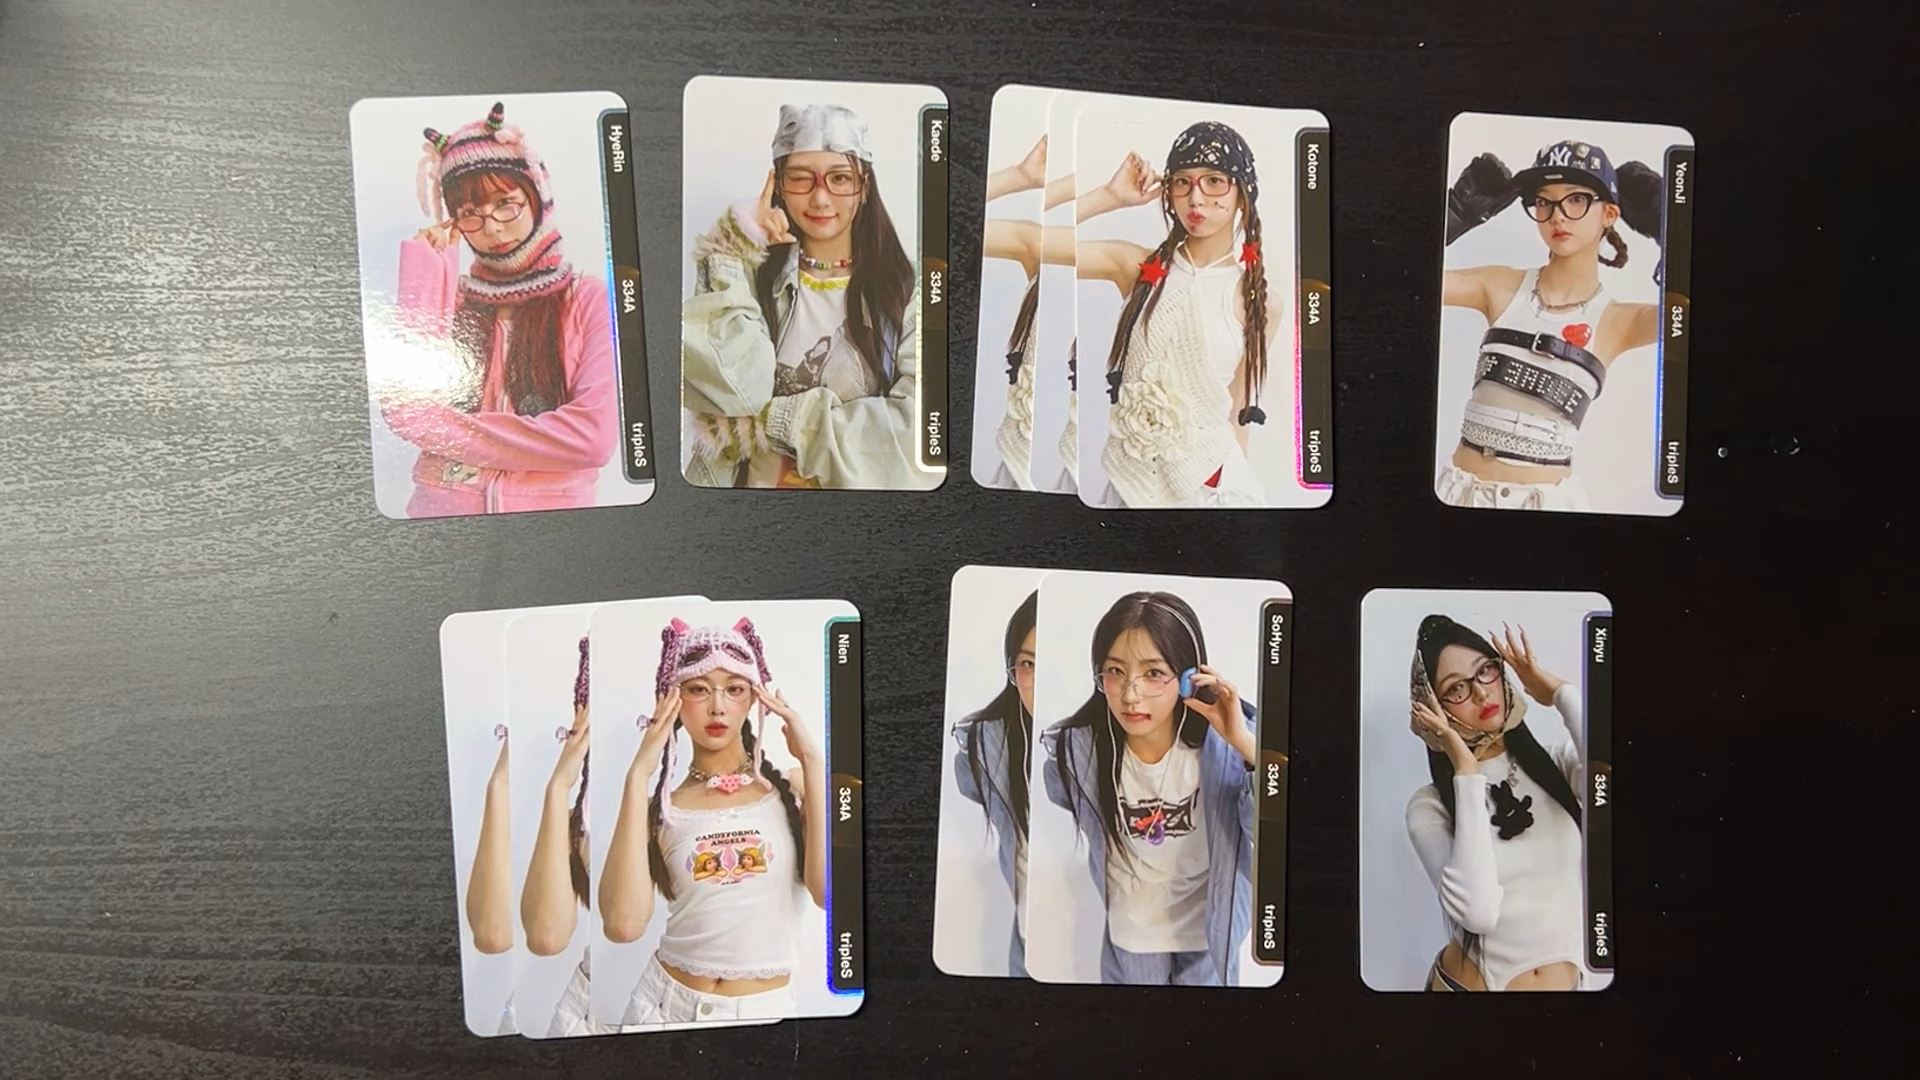 HyeRin
334A
tripleS
Kaede
334A
tripleS
Kotone
334A
tripleS
NY
YeonJi
334A
tripleS
CANDYFORNIA
ANGELS
Nien
334A
tripleS
SoHyun
334A
tripleS
Xinyu
334A
tripleS